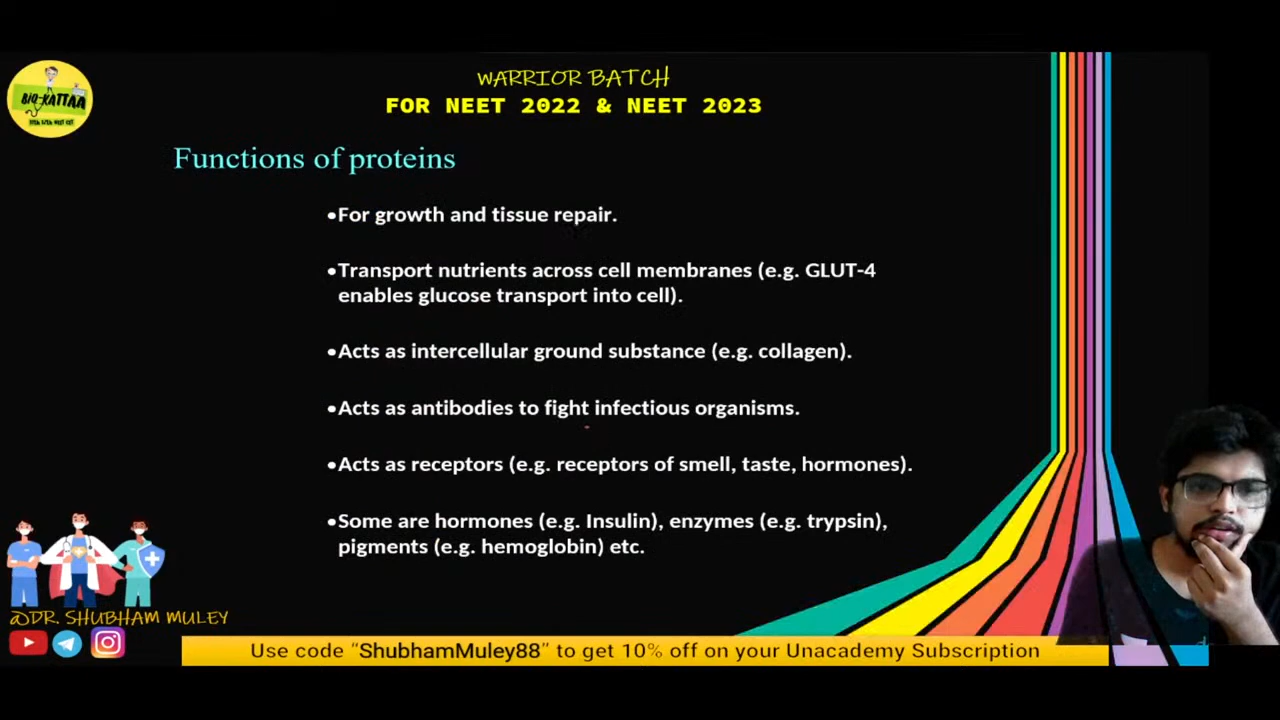 WARRIOR BATCH
FOR NEET 2022 & NEET 2023
BIO-KATTAA
Functions of proteins
•For growth and tissue repair.
•Transport nutrients across cell membranes (e.g. GLUT-4
enables glucose transport into cell).
•Acts as intercellular ground substance (e.g. collagen).
•Acts as antibodies to fight infectious organisms.
•Acts as receptors (e.g. receptors of smell, taste, hormones).
•Some are hormones (e.g. Insulin), enzymes (e.g. trypsin),
pigments (e.g. hemoglobin) etc.
@DR. SHUBHAM MULEY
Use code “ShubhamMuley88” to get 10% off on your Unacademy Subscription